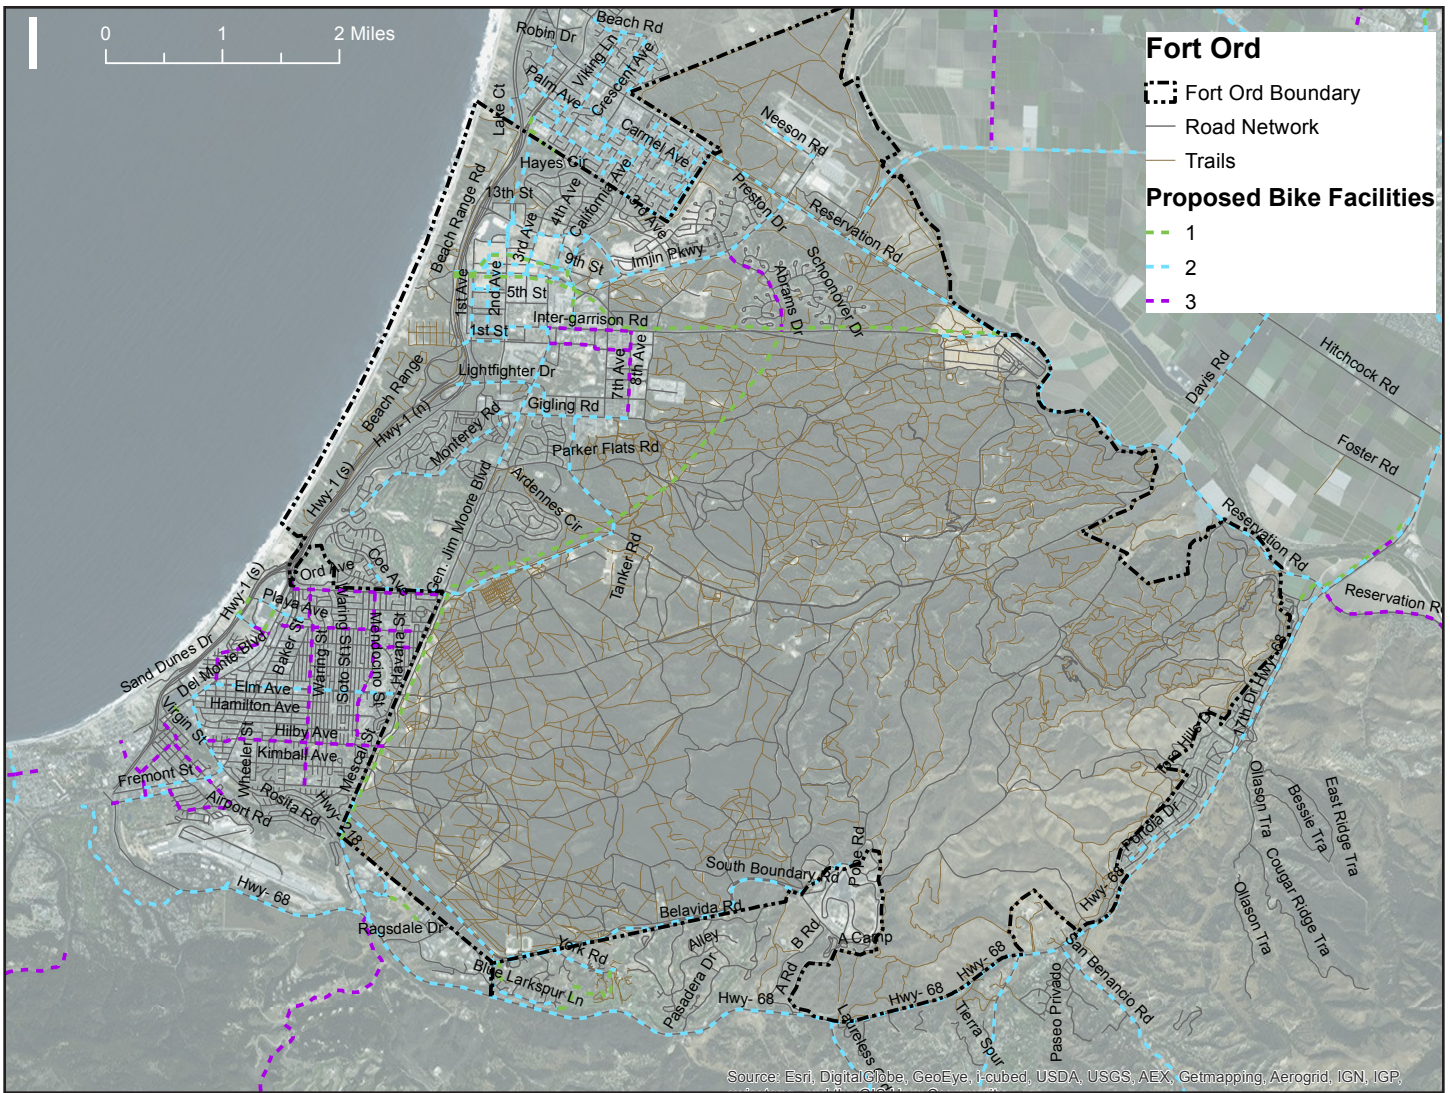 0 1 2 Miles
Fort Ord
Fort Ord Boundary
Road Network
Trails
Proposed Bike Facilities
1
2
3
Robin Dr
Beach Rd
Viking Ln
Crescent Ave
Palm Ave
Lake Ct
Carmel Ave
Neeson Rd
Hayes Cir
California Ave
4th Ave
3rd Ave
13th St
Beach Range Rd
3rd Ave
9th St
Imjin Pkwy
Preston Dr
Reservation Rd
Schoonover Dr
Abrams Dr
1st Ave
2nd Ave
5th St
Inter-garrison Rd
1st St
7th Ave
8th Ave
Lightfighter Dr
Beach Range
Hwy-1 (n)
Gigling Rd
Monterey Rd
Parker Flats Rd
Davis Rd
Hitchcock Rd
Foster Rd
Hwy-1 (s)
Gen. Jim Moore Blvd
Ardennes Cir
Tanker Rd
Reservation Rd
Reservation Rd
Coe Ave
Ord Ave
Hwy-1 (s)
Playa Ave
Waring St
Mendocino S
Havana St
Baker St
Waring St
Soto St
Sand Dunes Dr
Del Monte Blvd
Elm Ave
Hamilton Ave
Virgin St
Hilby Ave
Kimball Ave
Wheeler St
Mescal St
Fremont St
Airport Rd
Rosita Rd
Hwy-218
Hwy- 68
17th Dr
Hwy-68
Toro Hills Dr
Portola Dr
Ollason Tra
Bessie Tra
East Ridge Tra
Cougar Ridge Tra
Ollason Tra
Hwy- 68
South Boundary Rd
Pope Rd
Belavida Rd
Ragsdale Dr
York Rd
Alley
B Rd
A Camp
Blue Larkspur Ln
Pasadera Dr
A Rd
Hwy- 68
Hwy- 68
Hwy- 68
San Benancio Rd
Paseo Privado
Tierra Spur
Laureless
Source: Esri, DigitalGlobe, GeoEye, i-cubed, USDA, USGS, AEX, Getmapping, Aerogrid, IGN, IGP,